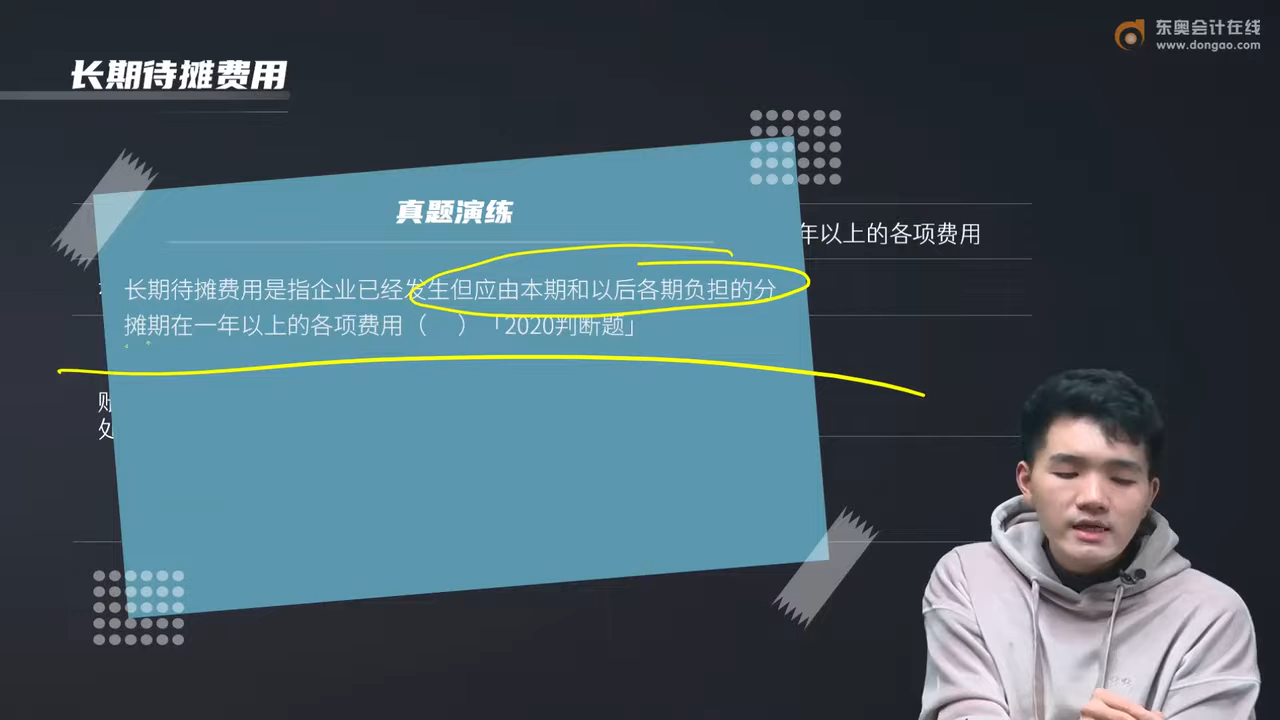 东奥会计在线
www.dongao.com
长期待摊费用
真题演练
年以上的各项费用
长期待摊费用是指企业已经发生但应由本期和以后各期负担的分
摊期在一年以上的各项费用（ ）「2020判断题」
处